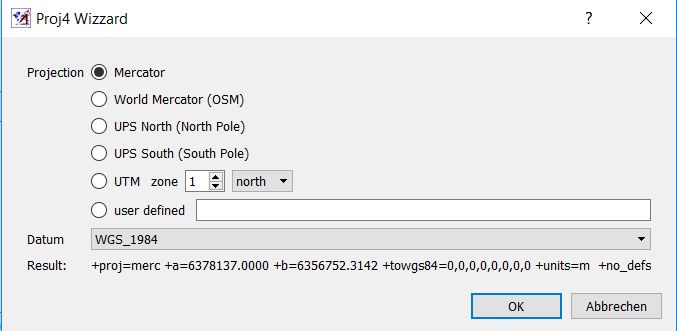 Proj4 Wizzard
Projection Mercator
World Mercator (OSM)
UPS North (North Pole)
UPS South (South Pole)
UTM zone 1 north
user defined
Datum WGS_1984
Result: +proj=merc +a=6378137.0000 +b=6356752.3142 +towgs84=0,0,0,0,0,0,0,0 +units=m +no_defs
OK Abbrechen